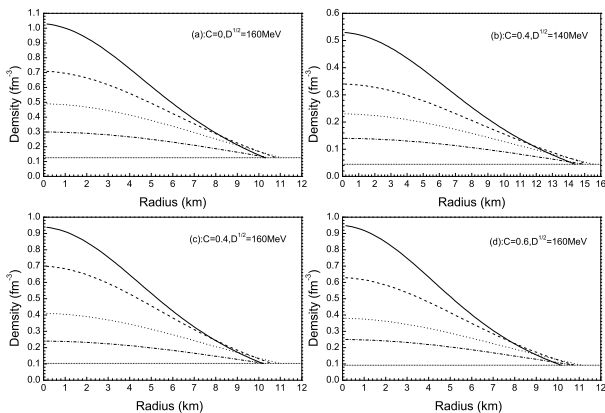 1.1
1.0
0.9
0.8
0.7
0.6
0.5
0.4
0.3
0.2
0.1
0.0
Demsity (fm⁻³)
(a):C=0,D^1/2=160MeV
0 1 2 3 4 5 6 7 8 9 10 11 12
Radius (km)
0.6
0.5
0.4
0.3
0.2
0.1
0.0
Demsity (fm⁻³)
(b):C=0.4,D^1/2=140MeV
0 1 2 3 4 5 6 7 8 9 10 11 12 13 14 15 16
Radius (km)
1.0
0.9
0.8
0.7
0.6
0.5
0.4
0.3
0.2
0.1
0.0
Demsity (fm⁻³)
(c):C=0.4,D^1/2=160MeV
0 1 2 3 4 5 6 7 8 9 10 11 12
Radius (km)
1.0
0.9
0.8
0.7
0.6
0.5
0.4
0.3
0.2
0.1
0.0
Demsity (fm⁻³)
(d):C=0.6,D^1/2=160MeV
0 1 2 3 4 5 6 7 8 9 10 11 12
Radius (km)